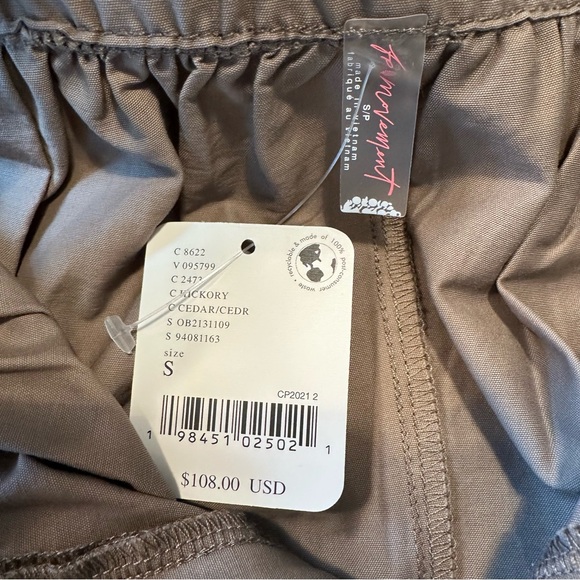 fp movement
S/P
made in vietnam
fabriqué au vietnam
C 8622
V 095799
C 2473
C HICKORY
C CEDAR/CEDR
S OB2131109
S 94081163
size
S
recyclable & made of 100% post-consumer waste
CP2021 2
1 98451 02502 1
$108.00 USD